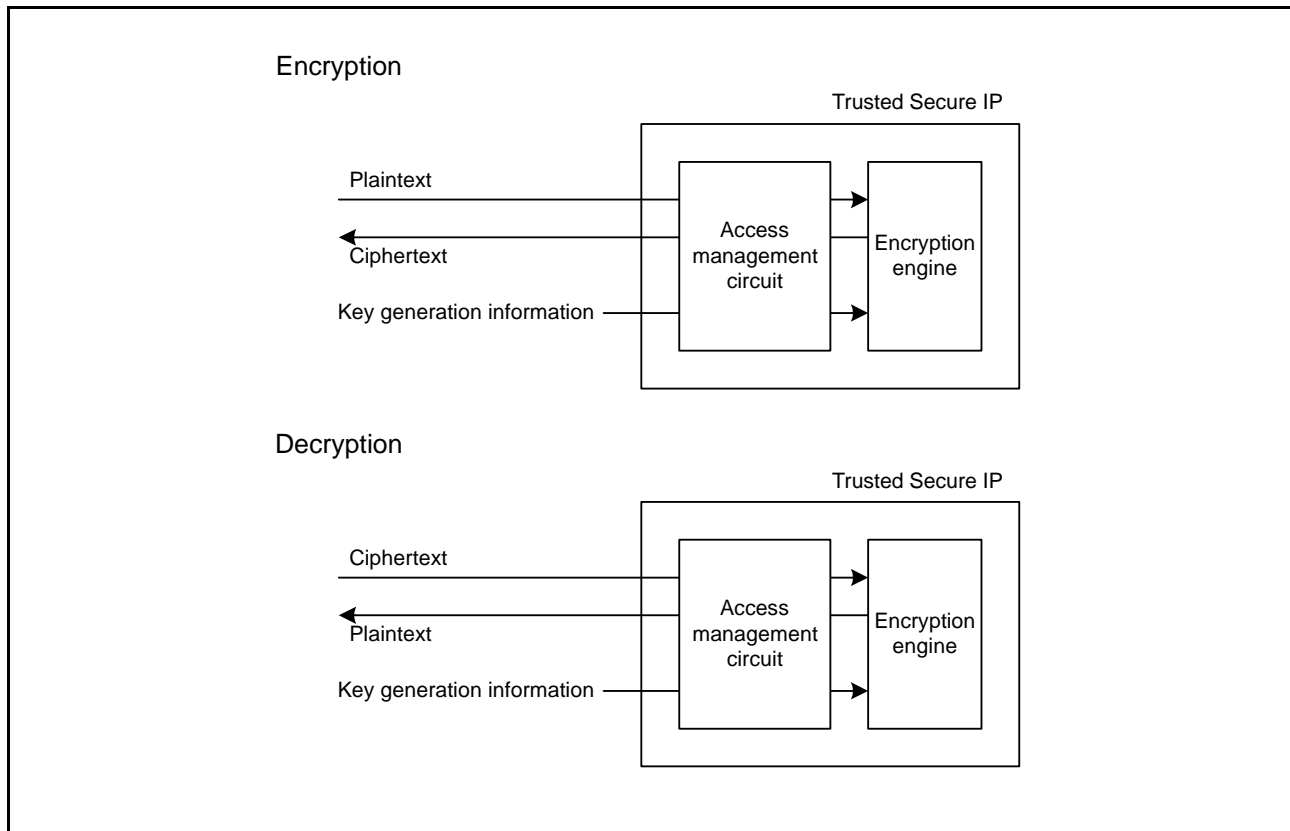 Encryption
Trusted Secure IP
Plaintext
Ciphertext
Key generation information
Access
management
circuit
Encryption
engine
Decryption
Trusted Secure IP
Ciphertext
Plaintext
Key generation information
Access
management
circuit
Encryption
engine